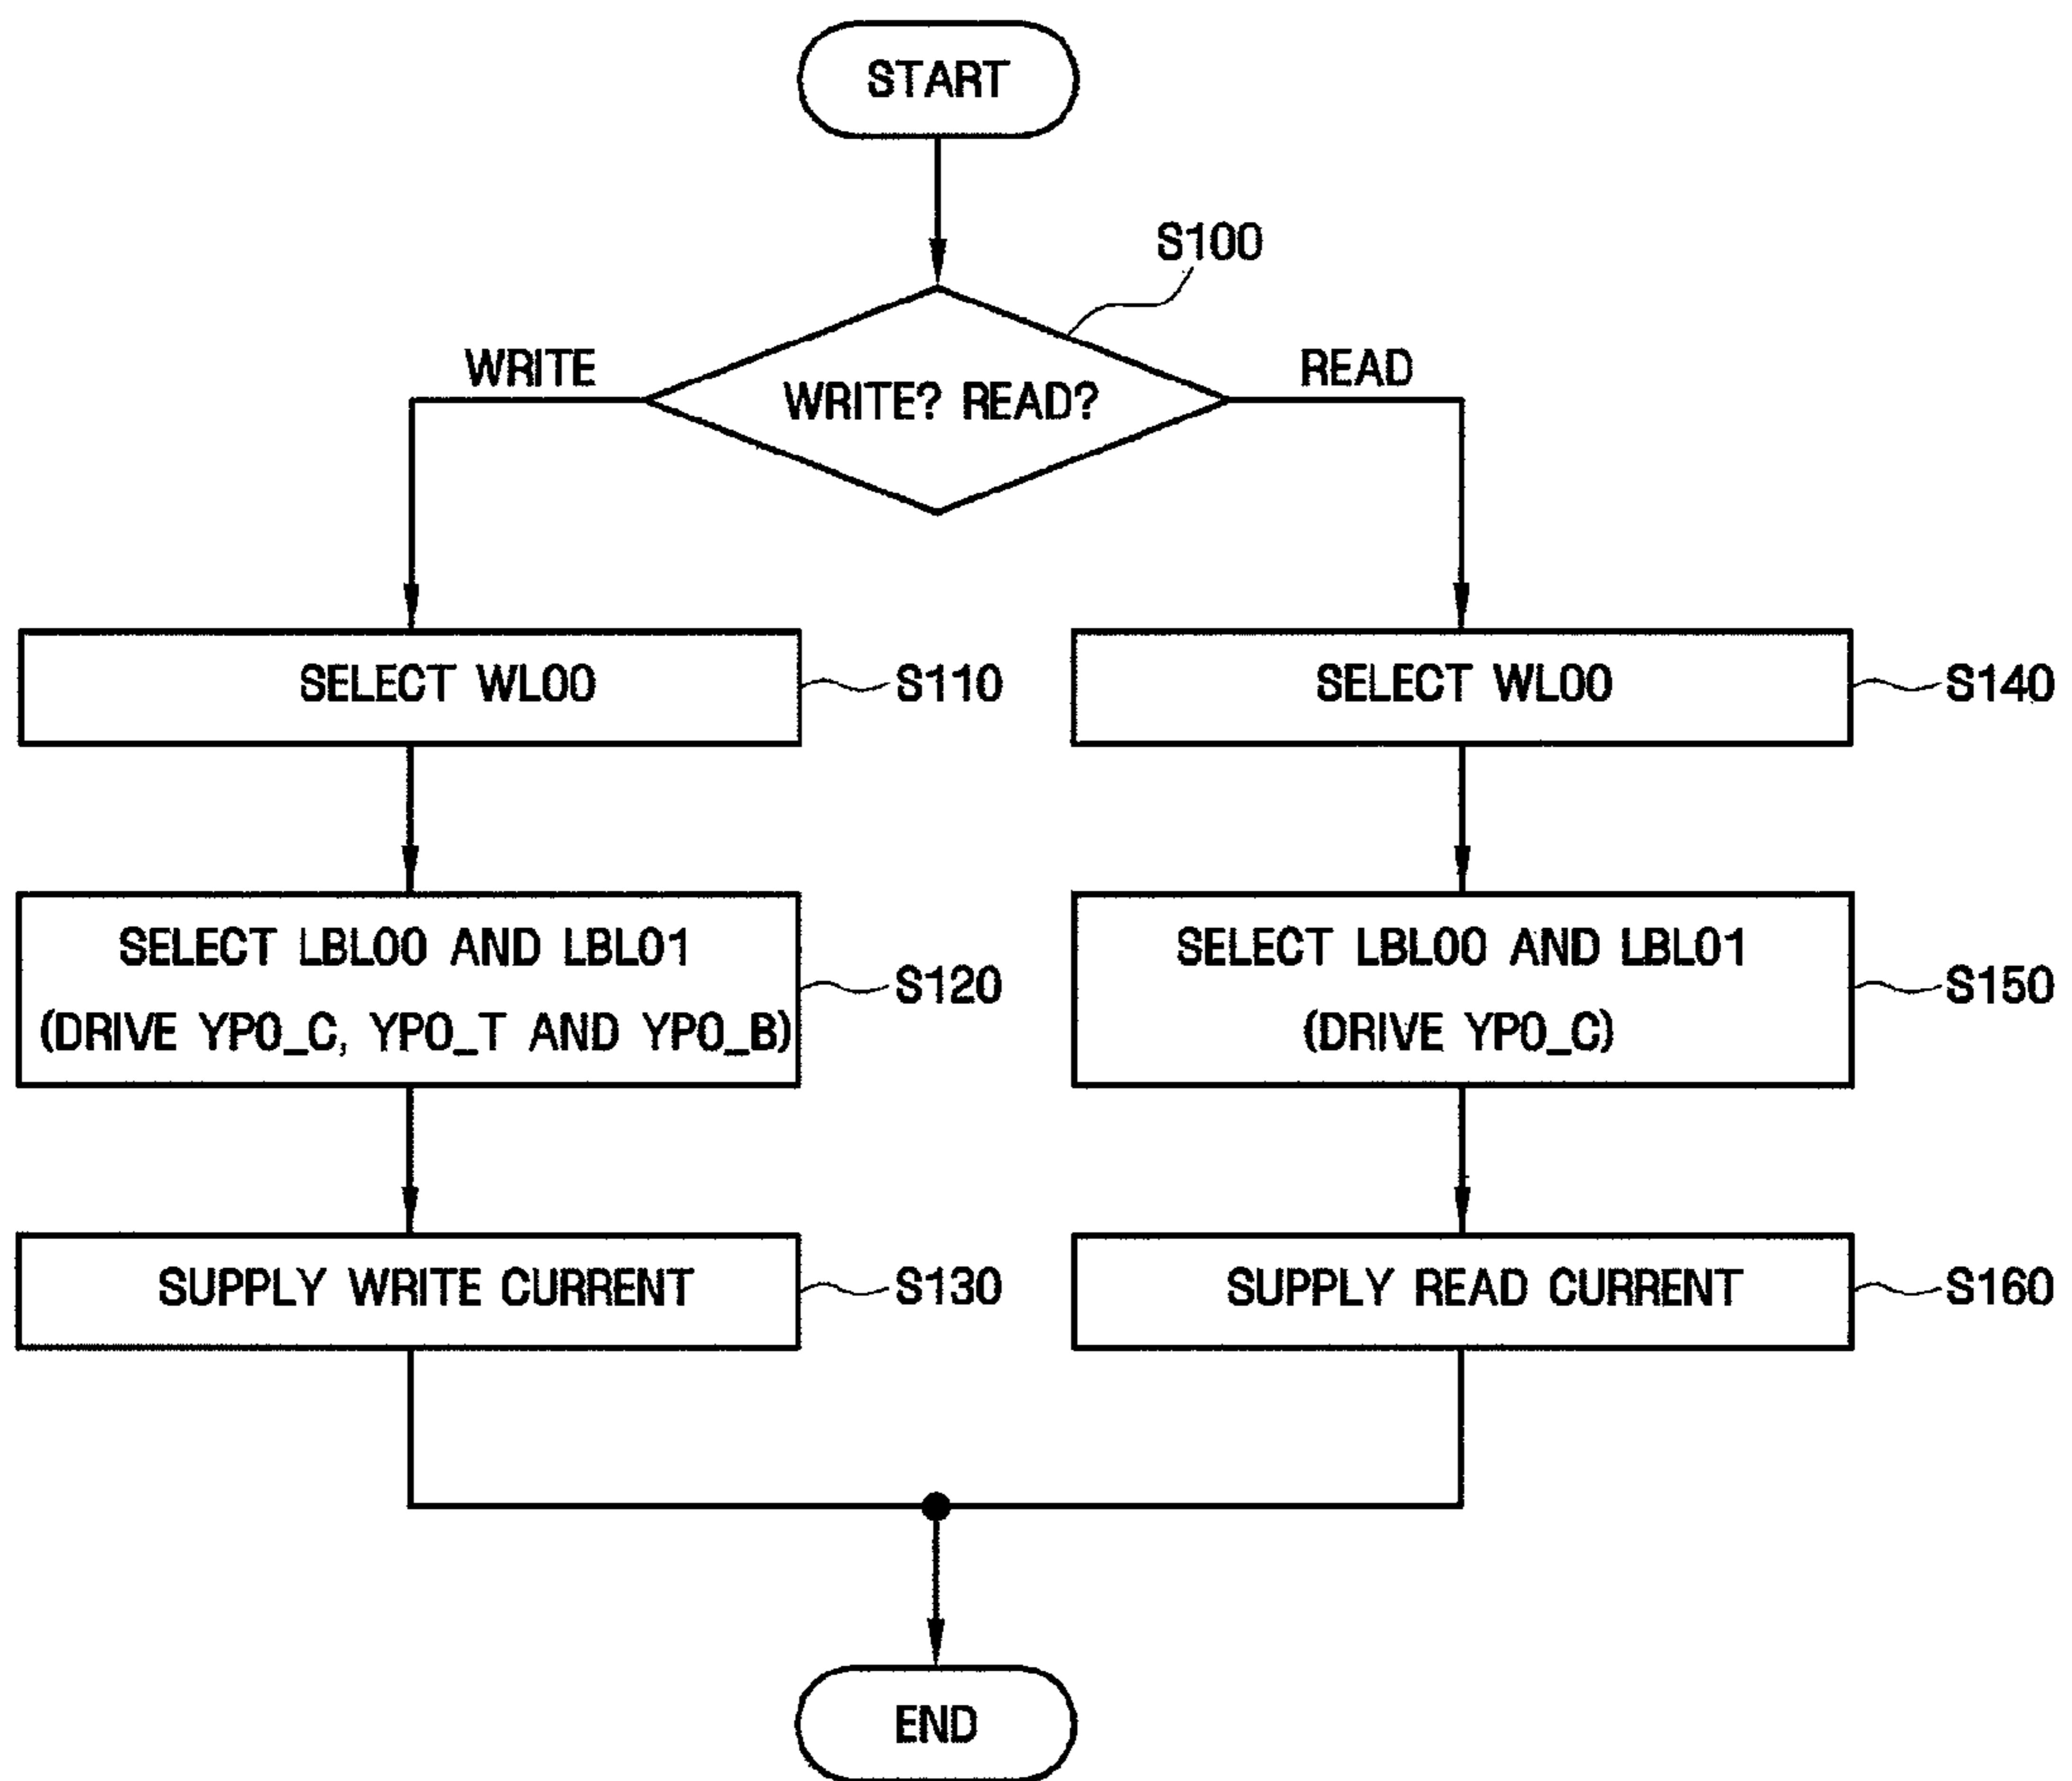 START
S100
WRITE
WRITE? READ?
READ
SELECT WL00
S110
SELECT WL00
S140
SELECT LBL00 AND LBL01
(DRIVE YP0_C, YP0_T AND YP0_B)
S120
SELECT LBL00 AND LBL01
(DRIVE YP0_C)
S150
SUPPLY WRITE CURRENT
S130
SUPPLY READ CURRENT
S160
END